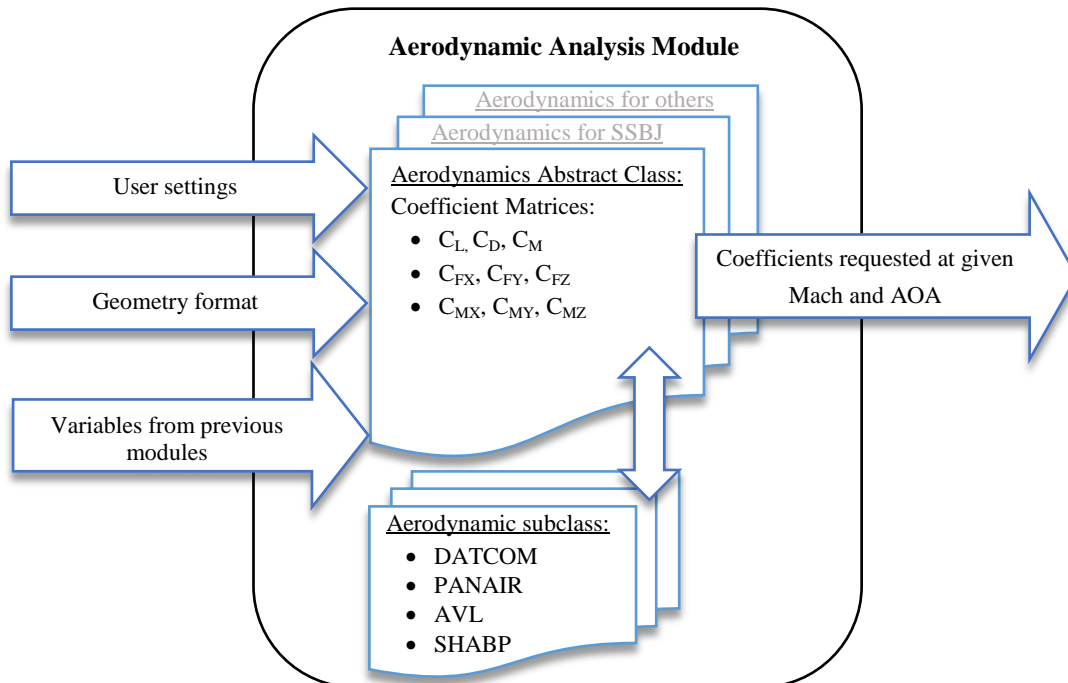 Aerodynamic Analysis Module
Aerodynamics for others
Aerodynamics for SSBJ
User settings
Geometry format
Variables from previous
modules
Aerodynamics Abstract Class:
Coefficient Matrices:
• C_L, C_D, C_M
• C_FX, C_FY, C_FZ
• C_MX, C_MY, C_MZ
Coefficients requested at given
Mach and AOA
Aerodynamic subclass:
• DATCOM
• PANAIR
• AVL
• SHABP